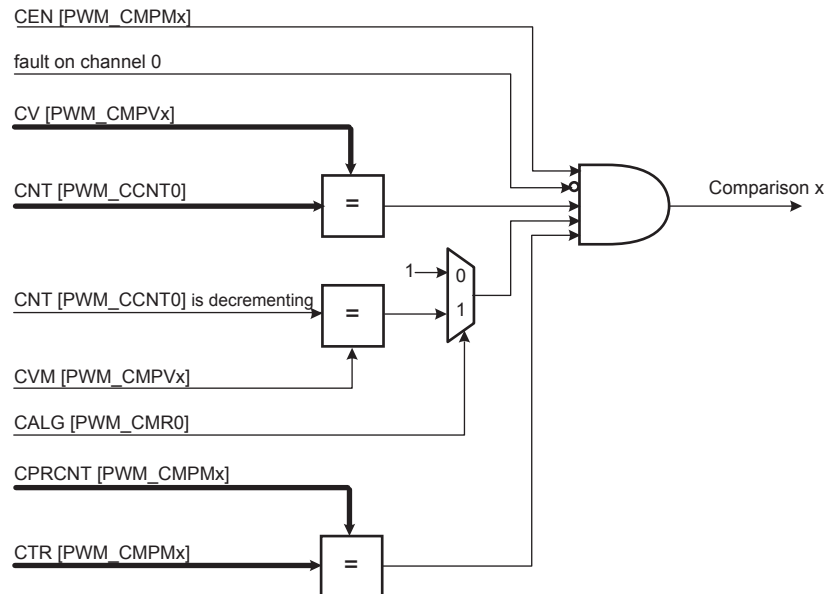 CEN [PWM_CMPMx]
fault on channel 0
CV [PWM_CMPVx]
CNT [PWM_CCNT0]
=
Comparison x
1
0
CNT [PWM_CCNT0] is decrementing
=
1
CVM [PWM_CMPVx]
CALG [PWM_CMR0]
CPRCNT [PWM_CMPMx]
CTR [PWM_CMPMx]
=